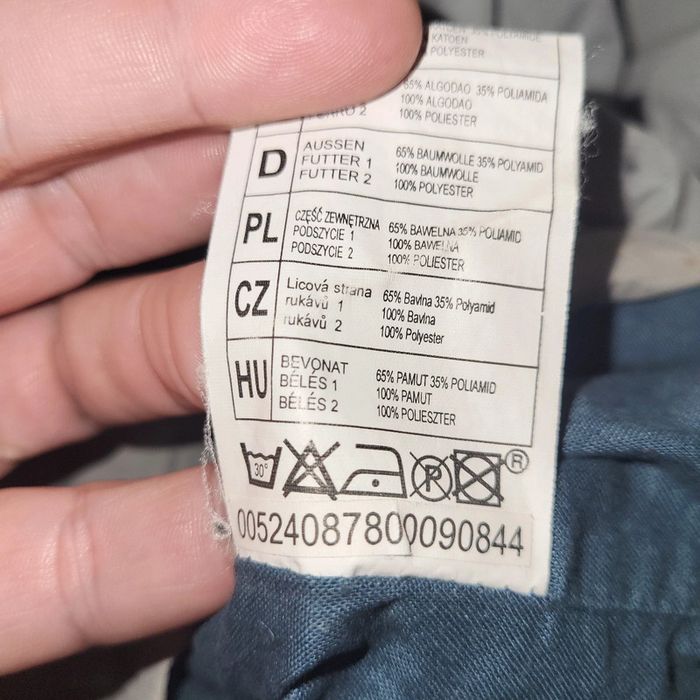 KATOEN
POLYESTER
65% ALGODAO 35% POLIAMIDA
100% ALGODAO
100% POLIESTER
D AUSSEN 65% BAUMWOLLE 35% POLYAMID
FUTTER 1 100% BAUMWOLLE
FUTTER 2 100% POLYESTER
PL CZĘŚĆ ZEWNĘTRZNA 65% BAWEŁNA 35% POLIAMID
PODSZYCIE 1 100% BAWEŁNA
PODSZYCIE 2 100% POLIESTER
CZ Licová strana 65% Bavlna 35% Polyamid
rukávů 1 100% Bavlna
rukávů 2 100% Polyester
HU BEVONAT 65% PAMUT 35% POLIAMID
BÉLÉS 1 100% PAMUT
BÉLÉS 2 100% POLIESZTER
30° P ®
00524087800090844